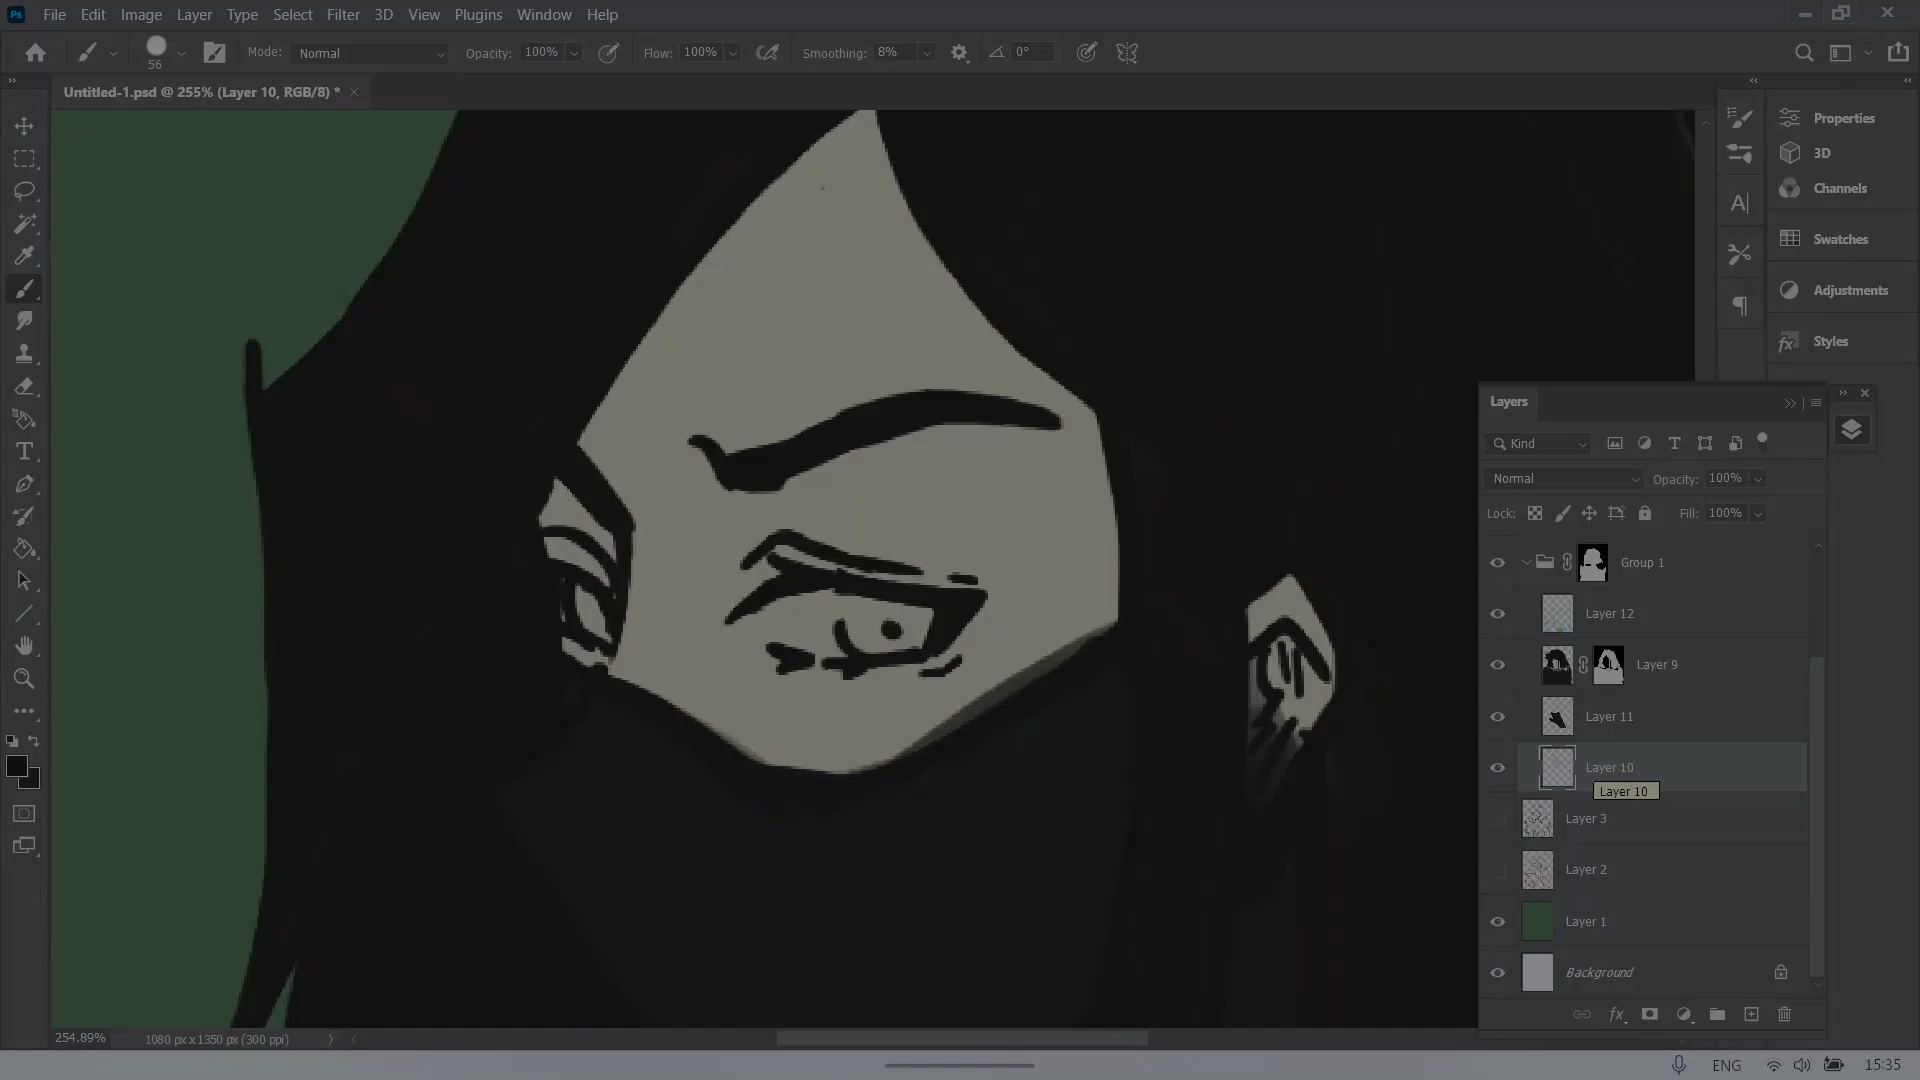 Ps File Edit Image Layer Type Select Filter 3D View Plugins Window Help
56 Mode: Normal Opacity: 100% Flow: 100% Smoothing: 8% 0°
Untitled-1.psd @ 255% (Layer 10, RGB/8) *
Properties
3D
Channels
Swatches
Adjustments
Styles
Layers
Kind
Normal Opacity: 100%
Lock: Fill: 100%
Group 1
Layer 12
Layer 9
Layer 11
Layer 10
Layer 10
Layer 3
Layer 2
Layer 1
Background
fx
254.89% 1080 px x 1350 px (300 ppi)
ENG 15:35